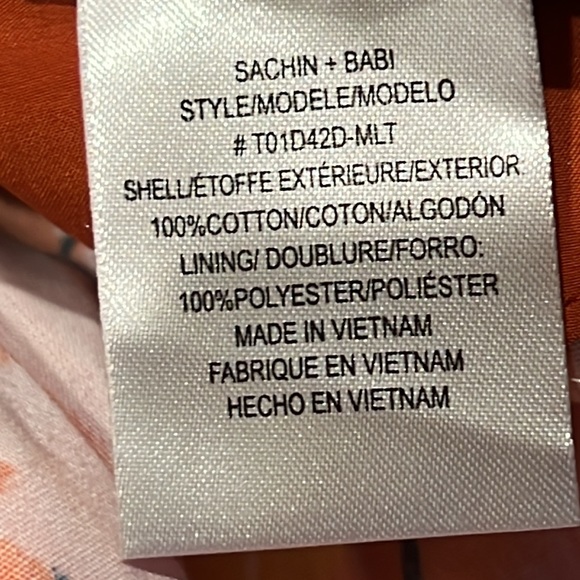 SACHIN + BABI
STYLE/MODELE/MODELO
# T01D42D-MLT
SHELL/ÉTOFFE EXTÉRIEURE/EXTERIOR
100%COTTON/COTON/ALGODÓN
LINING/ DOUBLURE/FORRO:
100%POLYESTER/POLIÉSTER
MADE IN VIETNAM
FABRIQUE EN VIETNAM
HECHO EN VIETNAM